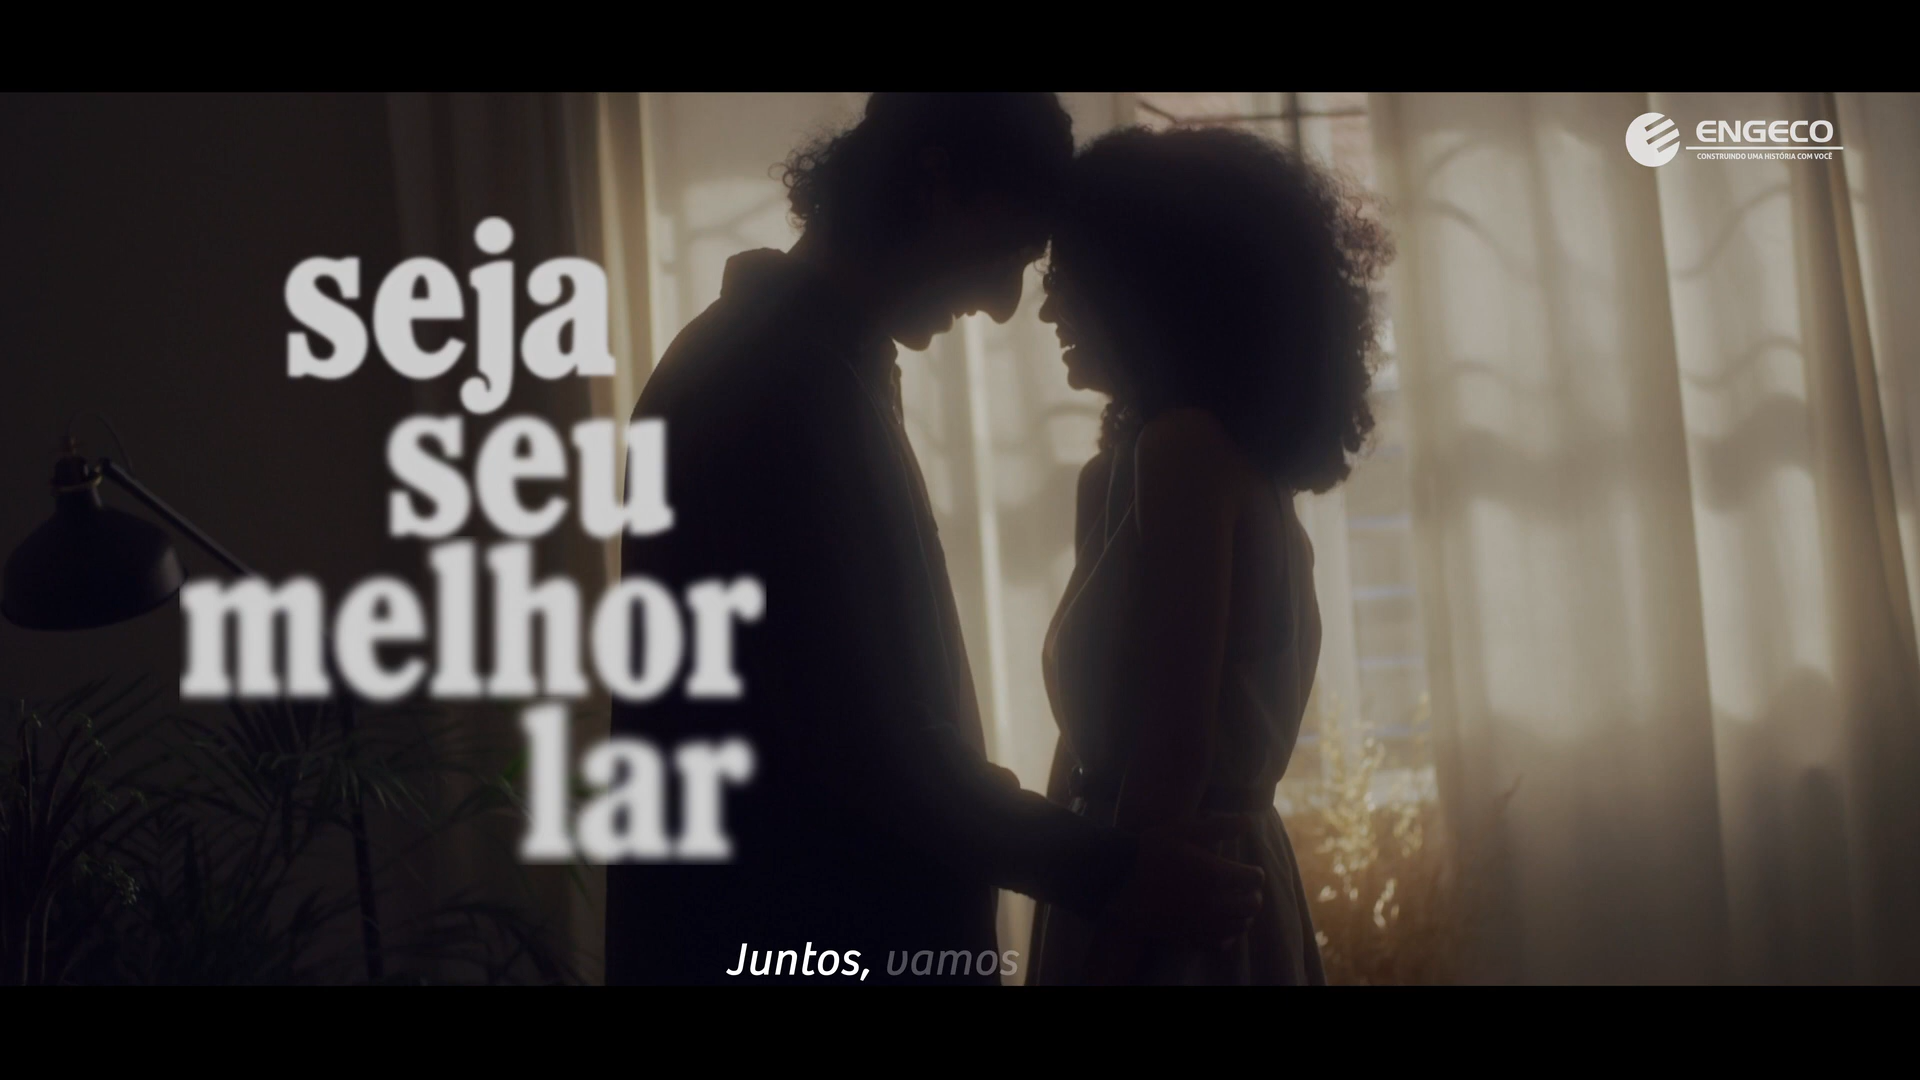 ENGECO
CONSTRUINDO UMA HISTÓRIA COM VOCÊ
seja
seu
melhor
lar
Juntos, vamos